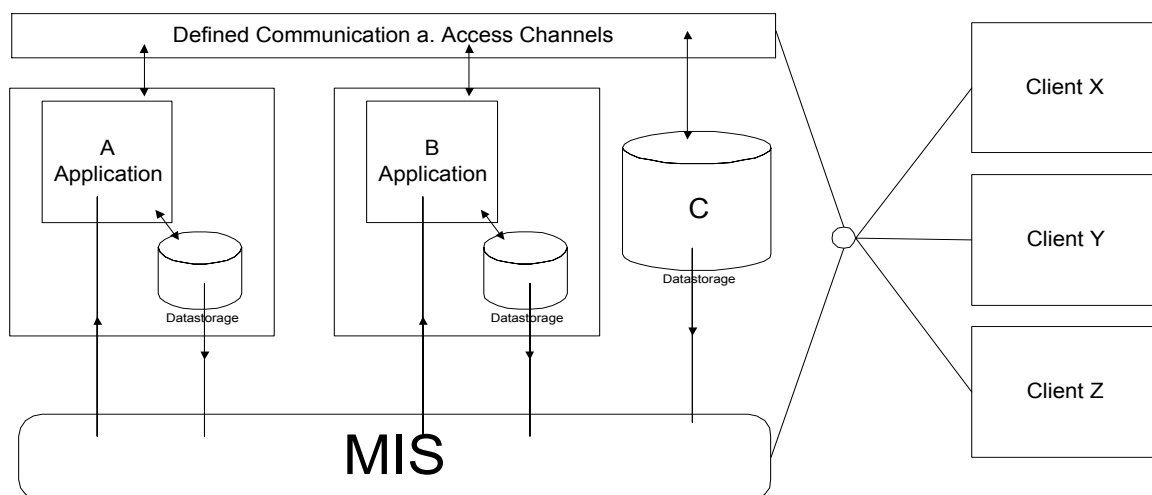 Defined Communication a. Access Channels
A
Application
Datastorage
B
Application
Datastorage
C
Datastorage
MIS
Client X
Client Y
Client Z